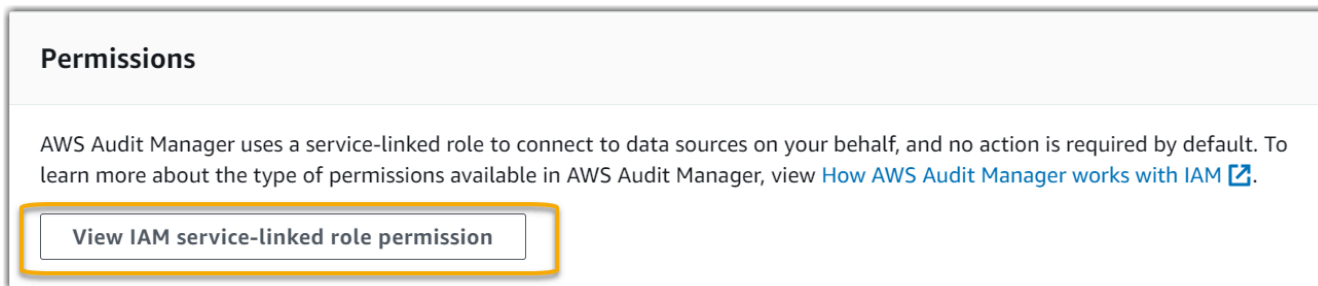 Permissions
AWS Audit Manager uses a service-linked role to connect to data sources on your behalf, and no action is required by default. To
learn more about the type of permissions available in AWS Audit Manager, view How AWS Audit Manager works with IAM.
View IAM service-linked role permission